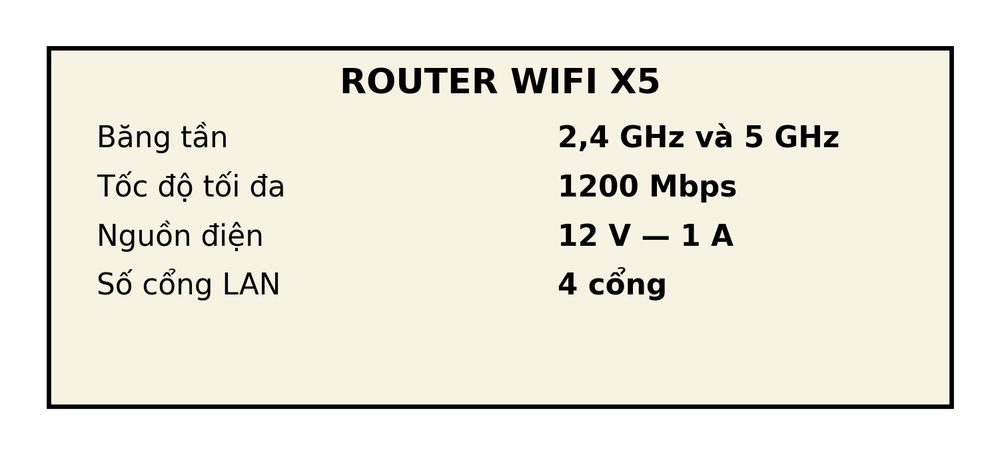 ROUTER WIFI X5
Băng tần 2,4 GHz và 5 GHz
Tốc độ tối đa 1200 Mbps
Nguồn điện 12 V — 1 A
Số cổng LAN 4 cổng